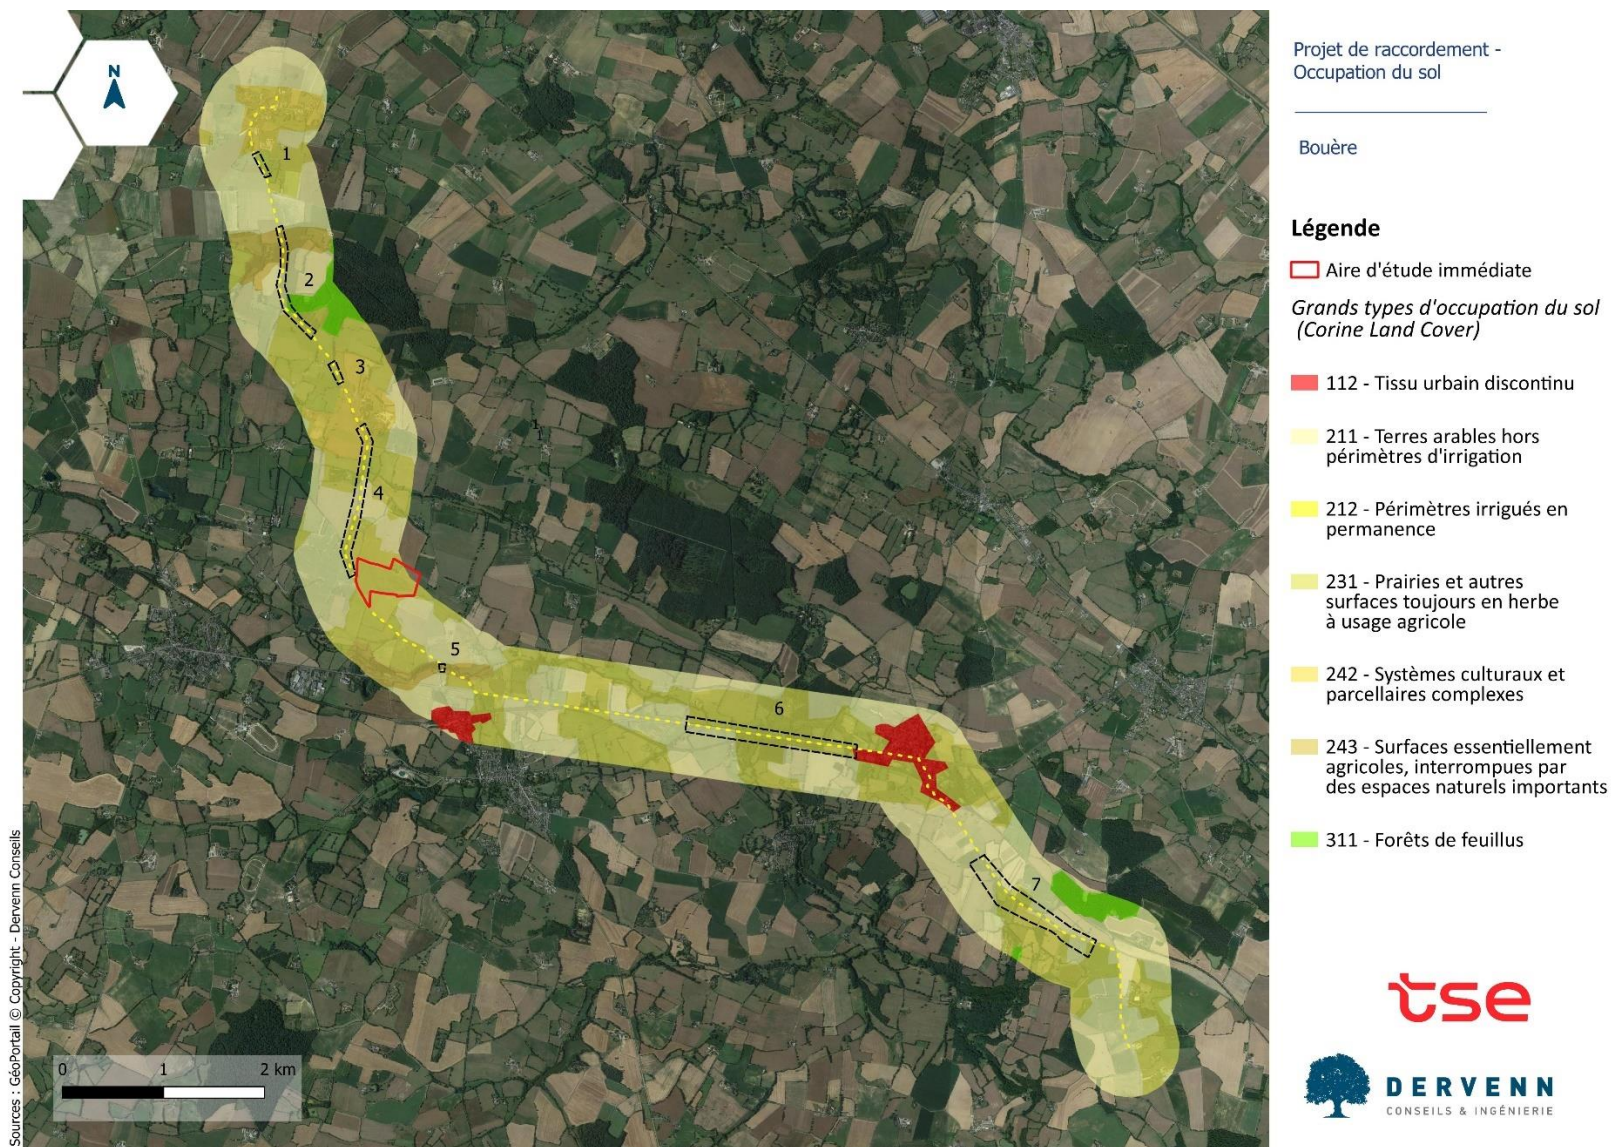 N
1
2
3
4
5
6
7
0 1 2 km
Sources : GéoPortail © Copyright - Dervenn Conseils
Projet de raccordement -
Occupation du sol
Bouère
Légende
Aire d'étude immédiate
Grands types d'occupation du sol
(Corine Land Cover)
112 - Tissu urbain discontinu
211 - Terres arables hors
périmètres d'irrigation
212 - Périmètres irrigués en
permanence
231 - Prairies et autres
surfaces toujours en herbe
à usage agricole
242 - Systèmes culturaux et
parcellaires complexes
243 - Surfaces essentiellement
agricoles, interrompues par
des espaces naturels importants
311 - Forêts de feuillus
tse
DERVENN
CONSEILS & INGÉNIERIE